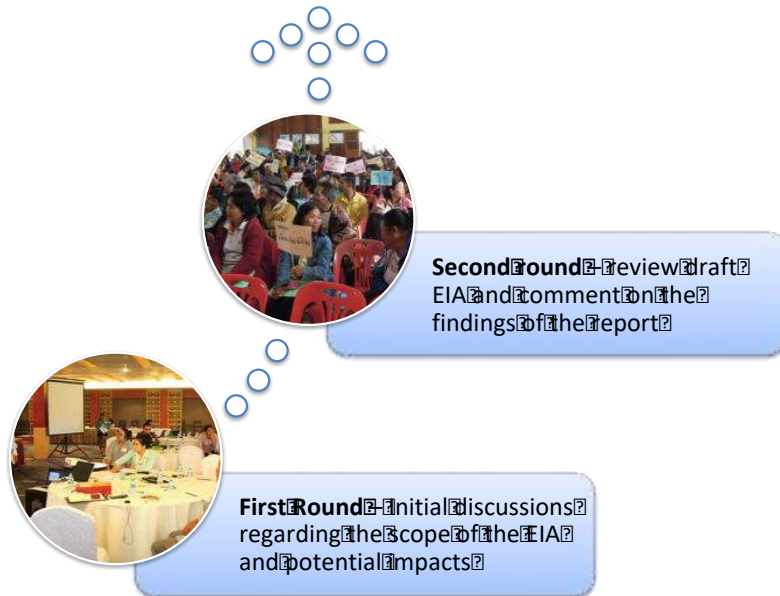 Second round – review draft
EIA and comment on the
findings of the report
First Round – Initial discussions
regarding the scope of the EIA
and potential impacts